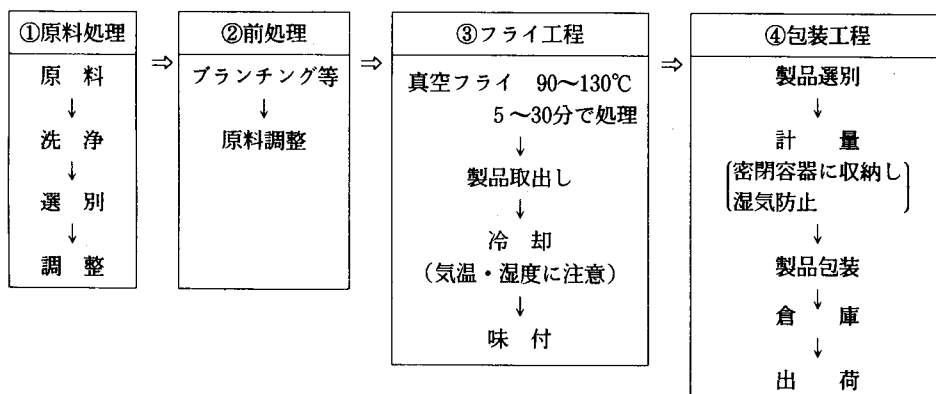 ①原料処理
原 料
↓
洗 浄
↓
選 別
↓
調 整
⇒
②前処理
ブランチング等
↓
原料調整
⇒
③フライ工程
真空フライ 90～130℃
5～30分で処理
↓
製品取出し
↓
冷 却
（気温・湿度に注意）
↓
味 付
⇒
④包装工程
製品選別
↓
計 量
密閉容器に収納し
湿気防止
↓
製品包装
↓
倉 庫
↓
出 荷